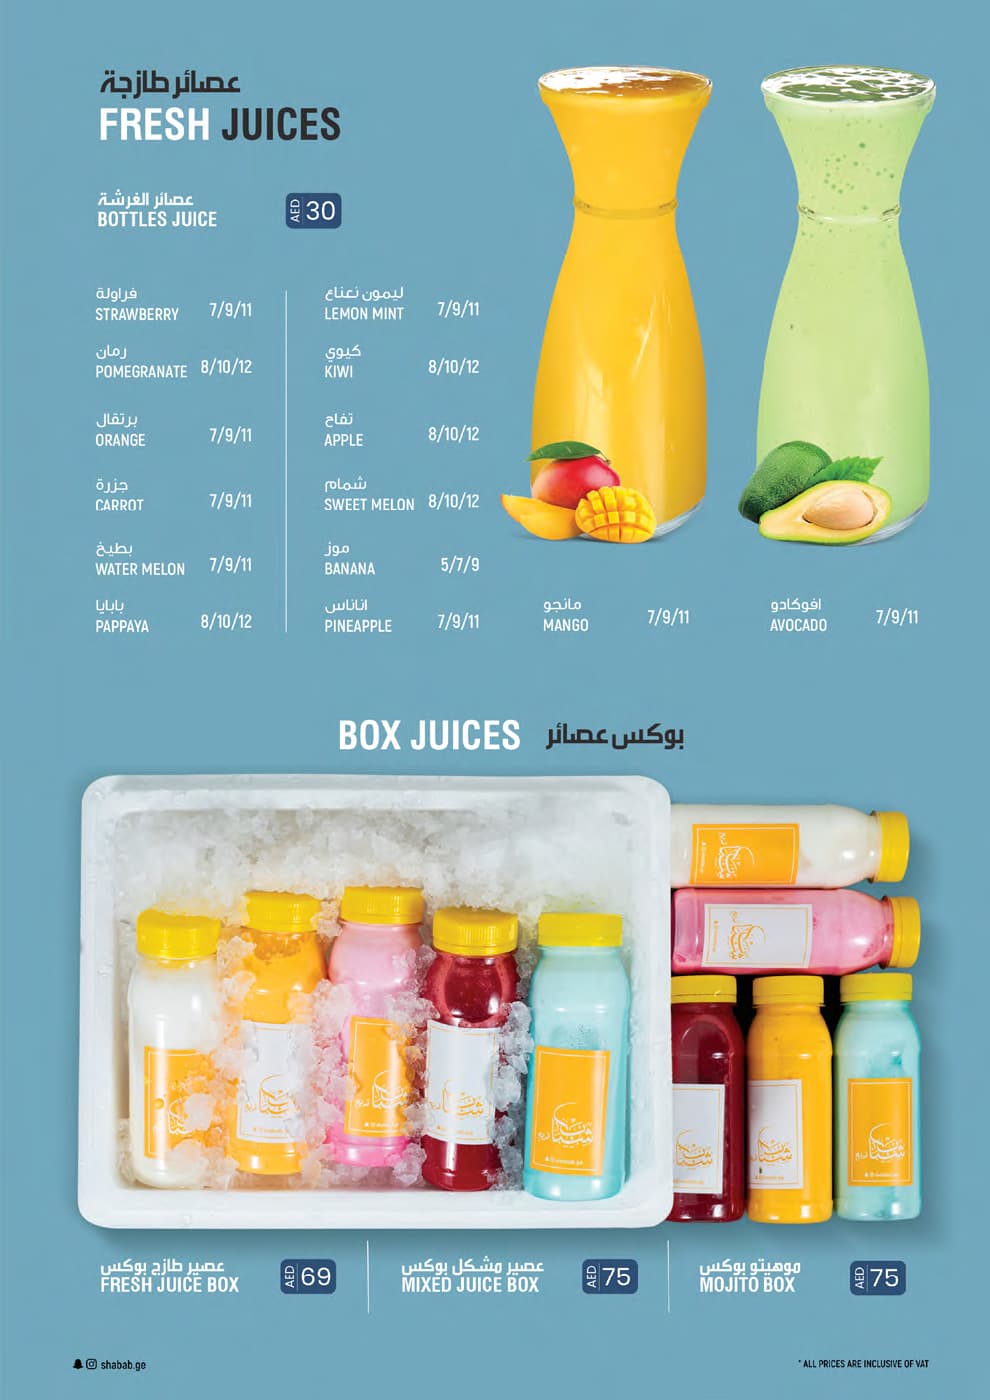 عصائر طازجة
FRESH JUICES
عصائر الفرشة
BOTTLES JUICE
AED 30
فراولة
STRAWBERRY 7/9/11
رمان
POMEGRANATE 8/10/12
برتقال
ORANGE 7/9/11
جزرة
CARROT 7/9/11
بطيخ
WATER MELON 7/9/11
بابايا
PAPPAYA 8/10/12
ليمون نعناع
LEMON MINT 7/9/11
كيوي
KIWI 8/10/12
تفاح
APPLE 8/10/12
شمام
SWEET MELON 8/10/12
موز
BANANA 5/7/9
اناناس
PINEAPPLE 7/9/11
مانجو
MANGO 7/9/11
افوكادو
AVOCADO 7/9/11
BOX JUICES بوكس عصائر
عصير طازج بوكس
FRESH JUICE BOX
AED 69
عصير مشكل بوكس
MIXED JUICE BOX
AED 75
موهيتو بوكس
MOJITO BOX
AED 75
shabab.ge
* ALL PRICES ARE INCLUSIVE OF VAT